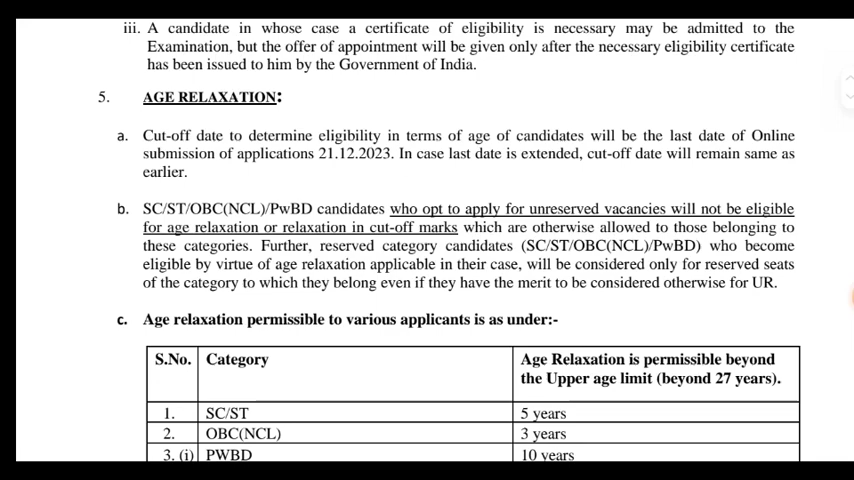 iii. A candidate in whose case a certificate of eligibility is necessary may be admitted to the
Examination, but the offer of appointment will be given only after the necessary eligibility certificate
has been issued to him by the Government of India.
5. AGE RELAXATION:
a. Cut-off date to determine eligibility in terms of age of candidates will be the last date of Online
submission of applications 21.12.2023. In case last date is extended, cut-off date will remain same as
earlier.
b. SC/ST/OBC(NCL)/PwBD candidates who opt to apply for unreserved vacancies will not be eligible
for age relaxation or relaxation in cut-off marks which are otherwise allowed to those belonging to
these categories. Further, reserved category candidates (SC/ST/OBC(NCL)/PwBD) who become
eligible by virtue of age relaxation applicable in their case, will be considered only for reserved seats
of the category to which they belong even if they have the merit to be considered otherwise for UR.
c. Age relaxation permissible to various applicants is as under:-
S.No. Category Age Relaxation is permissible beyond
the Upper age limit (beyond 27 years).
1. SC/ST 5 years
2. OBC(NCL) 3 years
3. (i) PWBD 10 years